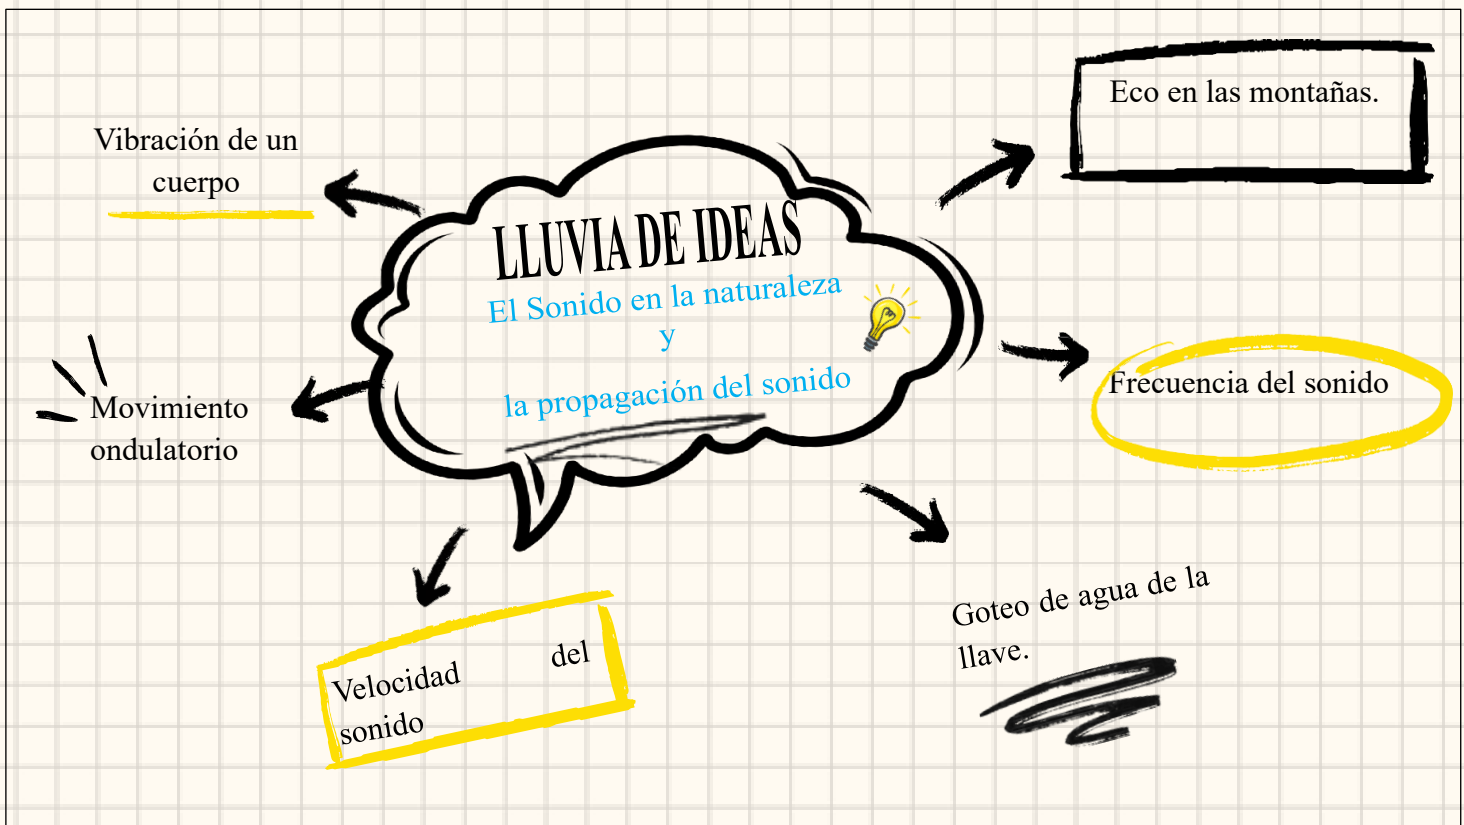 LLUVIA DE IDEAS
El Sonido en la naturaleza
y
la propagación del sonido
Vibración de un
cuerpo
Movimiento
ondulatorio
Velocidad del
sonido
Eco en las montañas.
Frecuencia del sonido
Goteo de agua de la
llave.